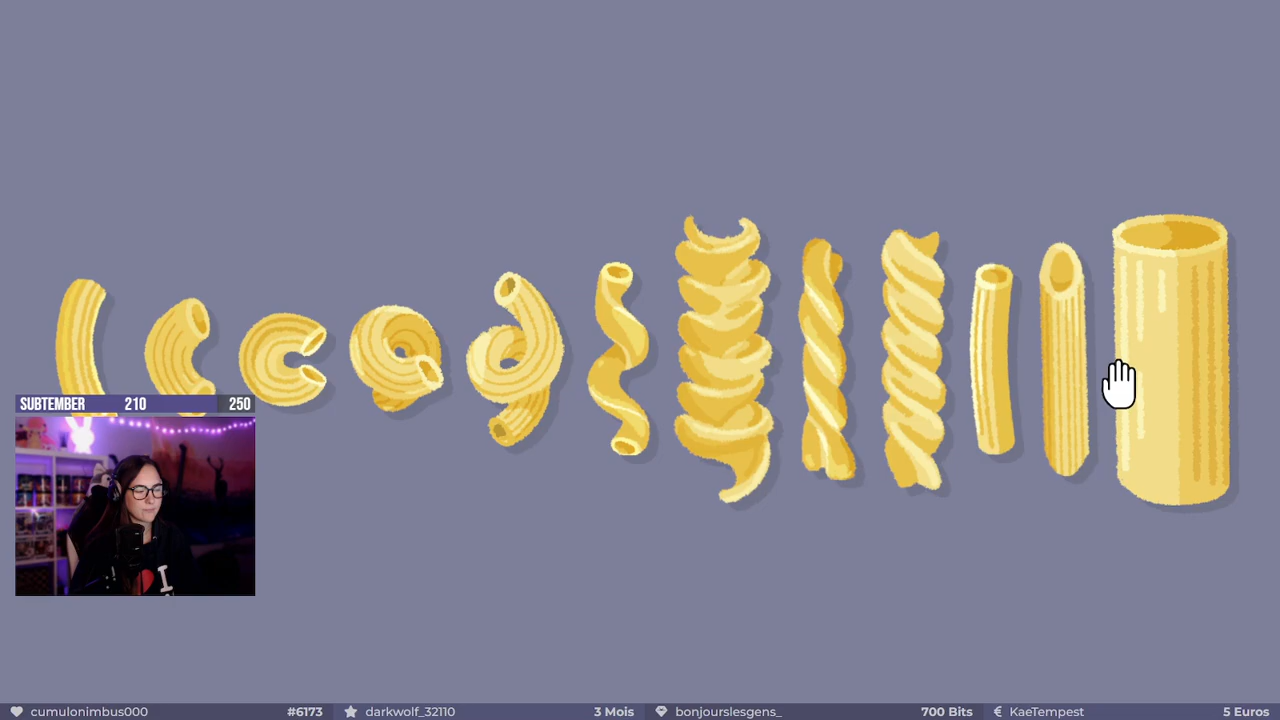 SUBTEMBER 210 250
I
cumulonimbus000 #6173 darkwolf_32110 3 Mois bonjourslesgens_ 700 Bits € KaeTempest 5 Euros